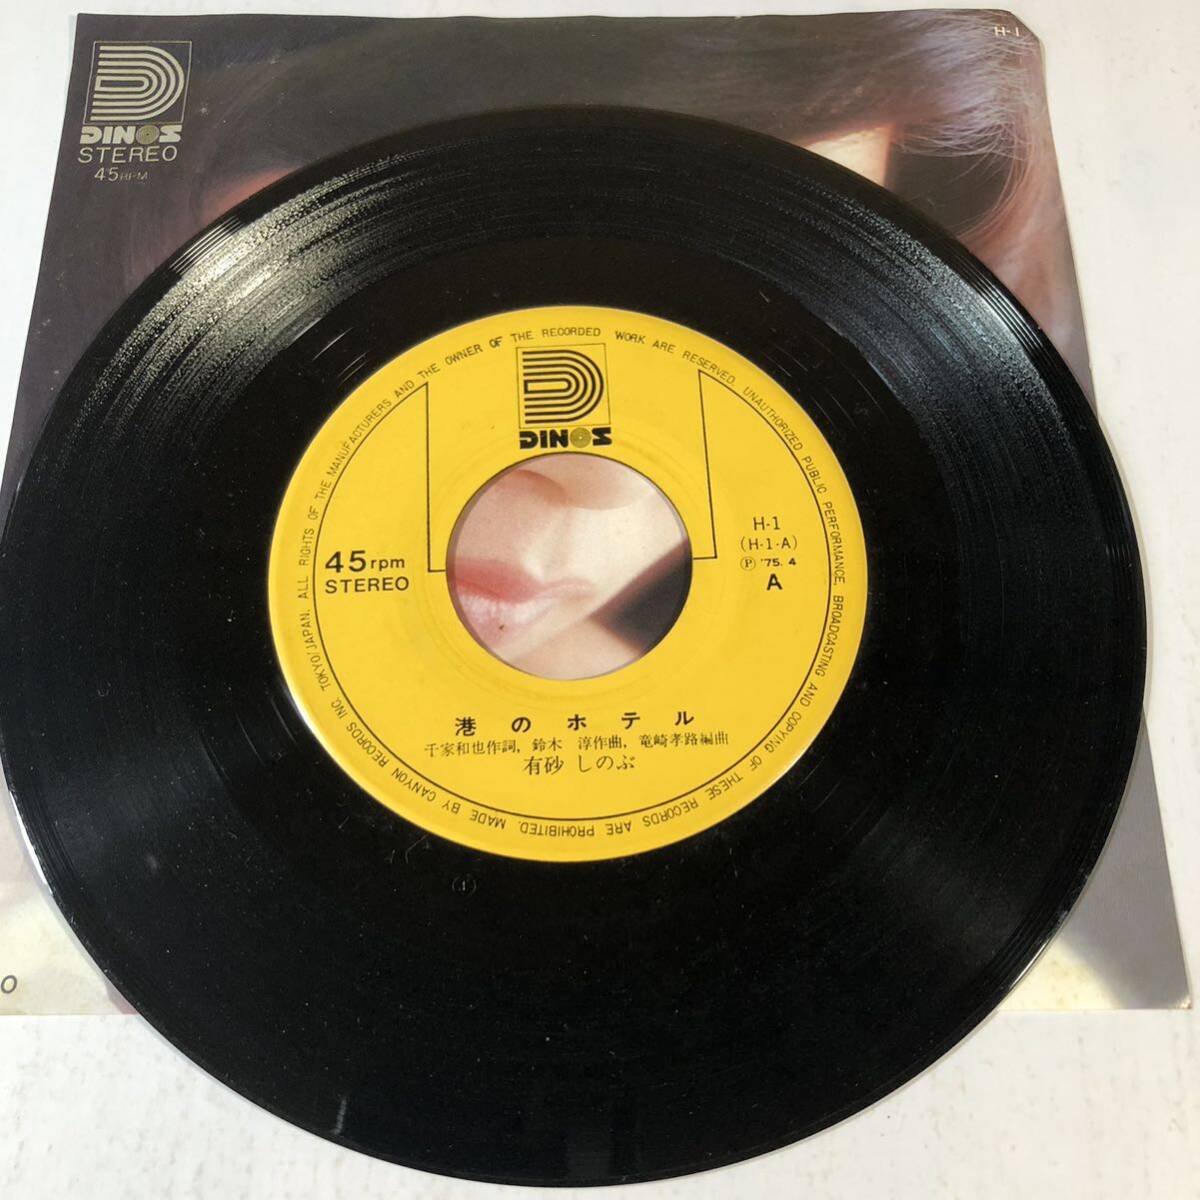 DINOS
STEREO
45RPM
H-1
ALL RIGHTS OF THE MANUFACTURERS AND THE OWNER OF THE RECORDED WORK ARE RESERVED. UNAUTHORIZED PUBLIC PERFORMANCE, BROADCASTING AND COPYING OF THESE RECORDS ARE PROHIBITED. MADE BY CANYON RECORDS INC. TOKYO/JAPAN.
DINOS
45rpm
STEREO
H-1
(H-1-A)
Ⓟ '75. 4
A
港のホテル
千家和也作詞, 鈴木 淳作曲, 竜崎孝路編曲
有砂 しのぶ
O